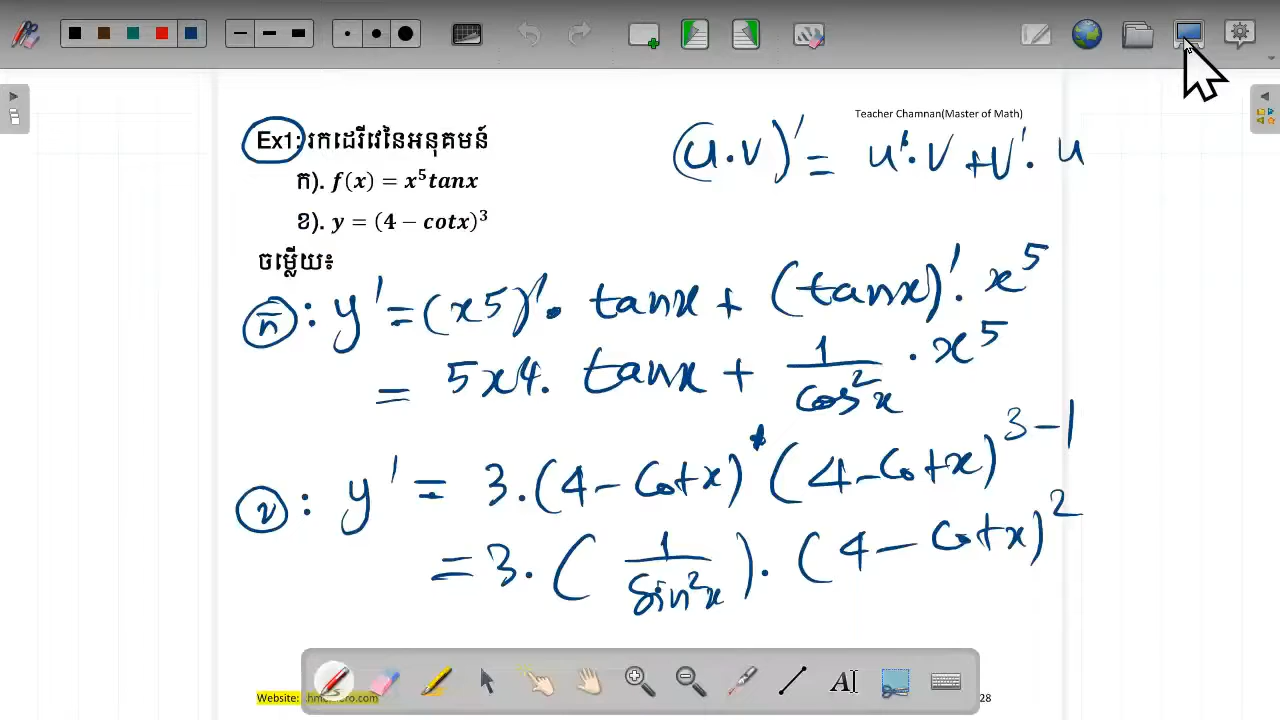 Teacher Chamnan(Master of Math)
Ex1: រកដេរីវេនៃអនុគមន៍
(u·v)' = u'·v + v'·u
ក). f(x) = x⁵tanx
ខ). y = (4 − cotx)³
ចម្លើយ៖
ក : y' = (x5)'· tanx + (tanx)'· x⁵
= 5x4. tanx + 1/cos²x · x⁵
ខ : y' = 3.(4 − cotx)' (4 − cotx)³⁻¹
= 3. (1/sin²x). (4 − cotx)²
Website:
28